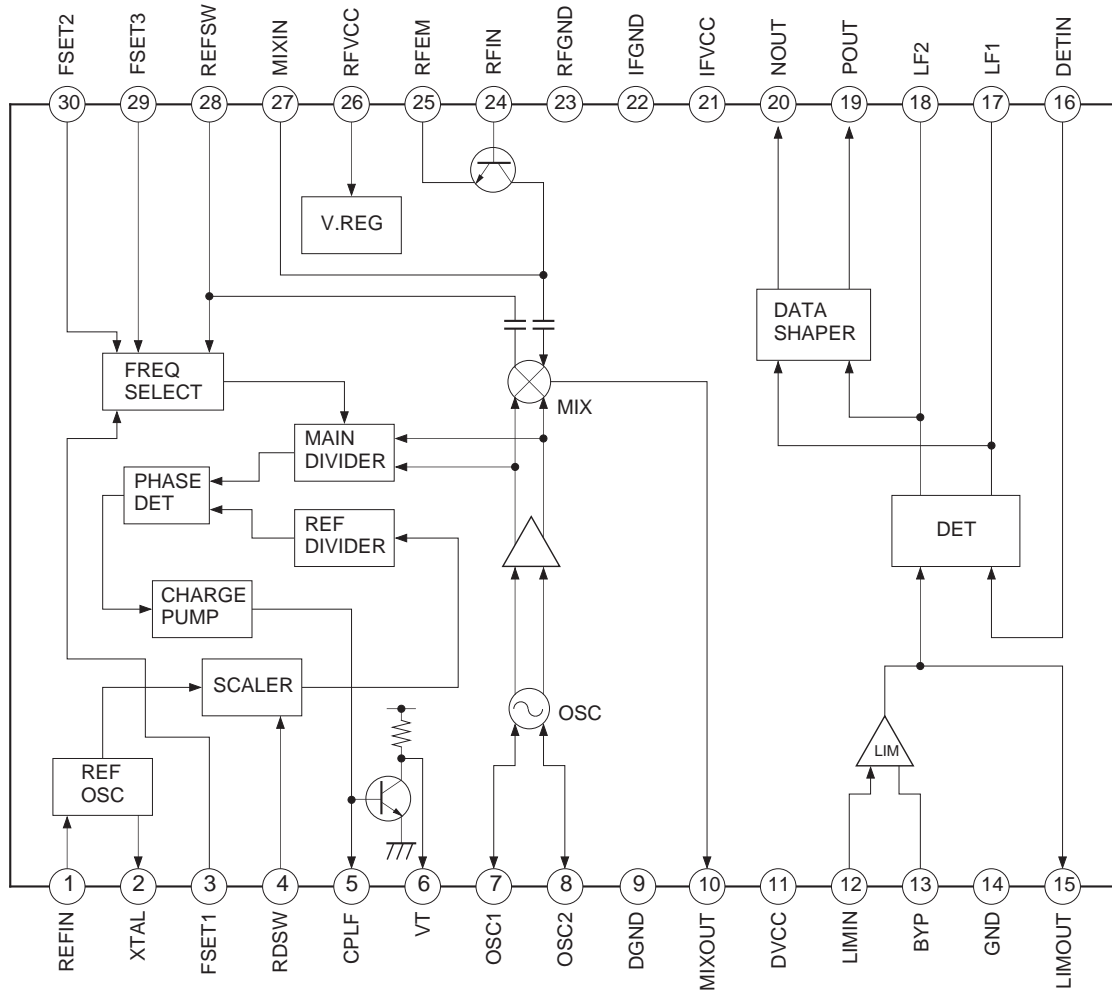 FSET2
FSET3
REFSW
MIXIN
RFVCC
RFEM
RFIN
RFGND
IFGND
IFVCC
NOUT
POUT
LF2
LF1
DETIN
30
29
28
27
26
25
24
23
22
21
20
19
18
17
16
V.REG
DATA
SHAPER
FREQ
SELECT
MIX
MAIN
DIVIDER
PHASE
DET
REF
DIVIDER
DET
CHARGE
PUMP
SCALER
OSC
LIM
REF
OSC
1
2
3
4
5
6
7
8
9
10
11
12
13
14
15
REFIN
XTAL
FSET1
RDSW
CPLF
VT
OSC1
OSC2
DGND
MIXOUT
DVCC
LIMIN
BYP
GND
LIMOUT